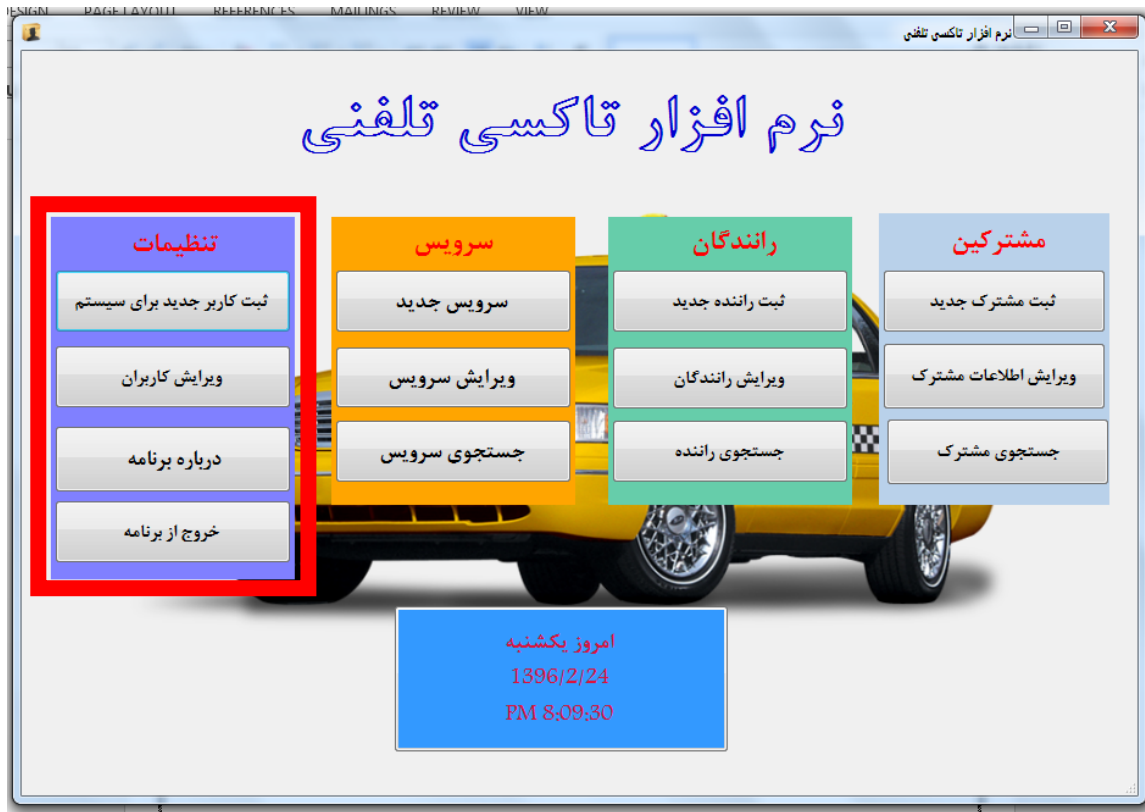 DESIGN PAGE LAYOUT REFERENCES MAILINGS REVIEW VIEW
نرم افزار تاکسی تلفنی
نرم افزار تاکسی تلفنی
مشترکین
ثبت مشترک جدید
ویرایش اطلاعات مشترک
جستجوی مشترک
رانندگان
ثبت راننده جدید
ویرایش رانندگان
جستجوی راننده
سرویس
سرویس جدید
ویرایش سرویس
جستجوی سرویس
تنظیمات
ثبت کاربر جدید برای سیستم
ویرایش کاربران
درباره برنامه
خروج از برنامه
امروز یکشنبه
1396/2/24
PM 8:09:30